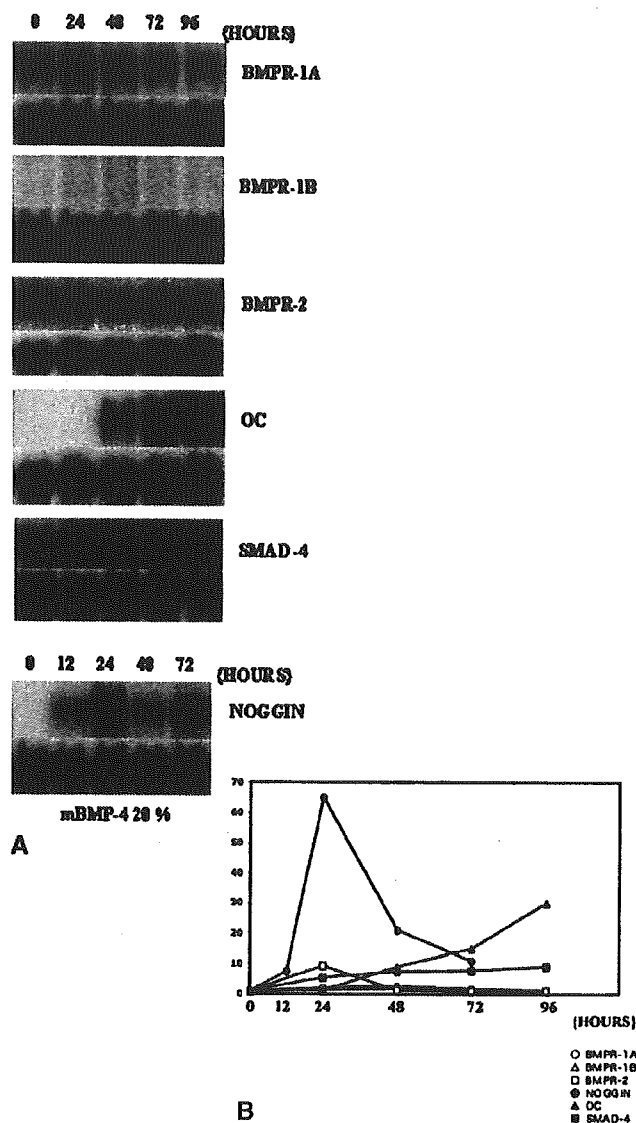 0 24 48 72 96 (HOURS)
BMPR-1A
BMPR-1B
BMPR-2
OC
SMAD-4
0 12 24 48 72 (HOURS)
NOGGIN
mBMP-4 20 %
A
70
60
50
40
30
20
10
0
0 12 24 48 72 96
(HOURS)
BMPR-1A
BMPR-1B
BMPR-2
NOGGIN
OC
SMAD-4
B